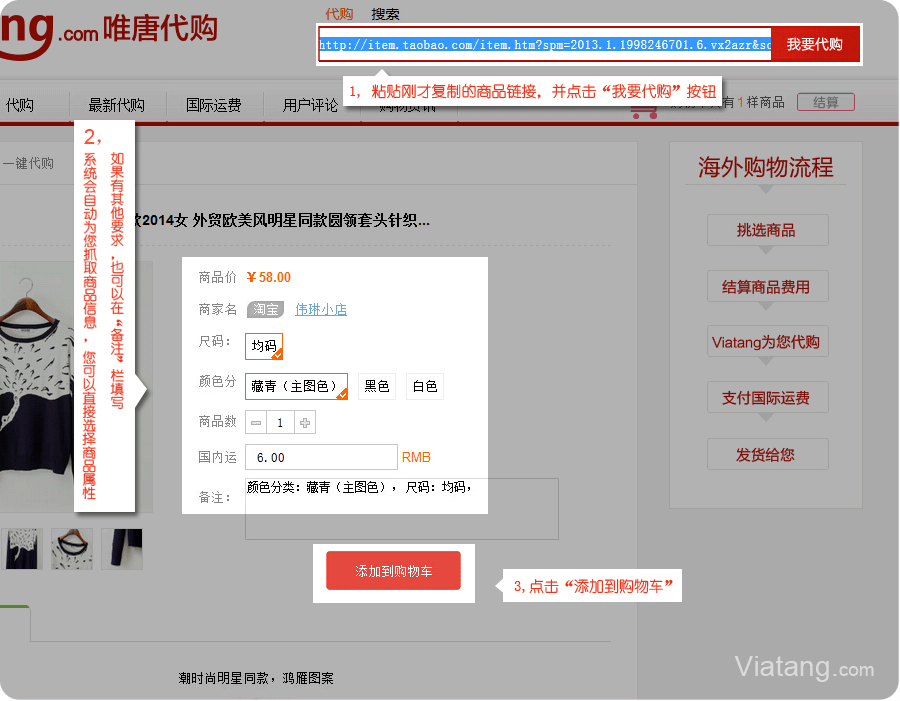 ng.com 唯唐代购
代购 搜索
http://item.taobao.com/item.htm?spm=2013.1.1998246701.6.vx2azr&sc
我要代购
1, 粘贴刚才复制的商品链接，并点击“我要代购”按钮
代购 最新代购 国际运费 用户评论 购物资讯
有1样商品 结算
2,
如果有其他要求，也可以在“备注”栏填写
系统会自动为您抓取商品信息，您可以直接选择商品属性
一键代购
2014女 外贸欧美风明星同款圆领套头针织...
商品价 ￥58.00
商家名 淘宝 伟琳小店
尺码： 均码
颜色分 藏青（主图色） 黑色 白色
商品数 1
国内运 6.00 RMB
备注： 颜色分类：藏青（主图色），尺码：均码，
添加到购物车
3,点击“添加到购物车”
潮时尚明星同款，鸿雁图案
海外购物流程
挑选商品
结算商品费用
Viatang为您代购
支付国际运费
发货给您
Viatang.com